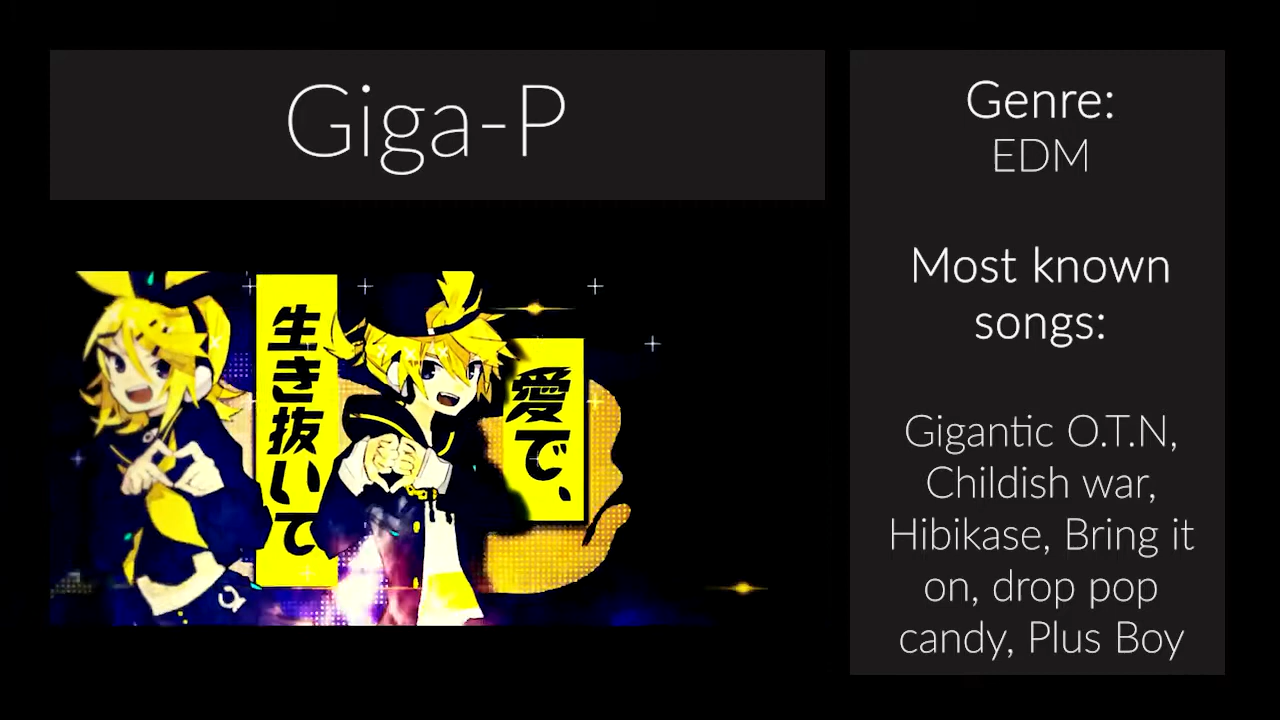 Giga-P
Genre:
EDM
Most known
songs:
Gigantic O.T.N,
Childish war,
Hibikase, Bring it
on, drop pop
candy, Plus Boy
愛で、
生き抜いて